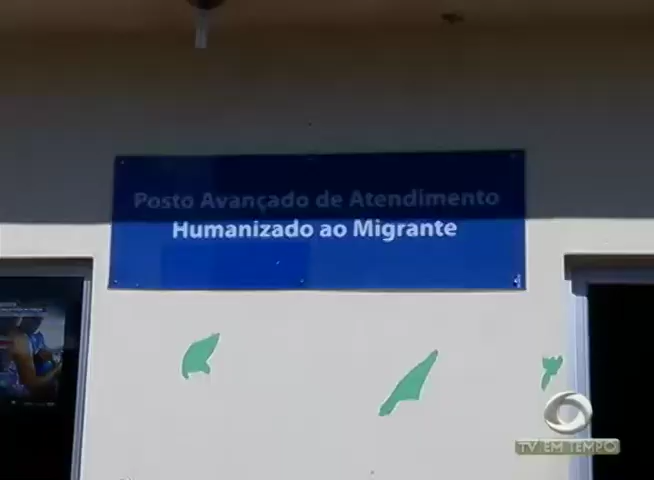 Posto Avançado de Atendimento
Humanizado ao Migrante
TV EM TEMPO